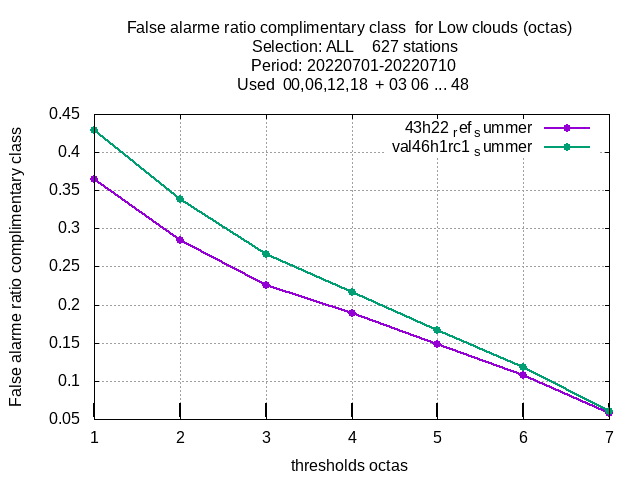 False alarme ratio complimentary class  for Low clouds (octas)
Selection: ALL    627 stations
Period: 20220701-20220710
Used  00,06,12,18  + 03 06 ... 48
False alarme ratio complimentary class
43h22 ref summer
val46h1rc1 summer
0.45
0.4
0.35
0.3
0.25
0.2
0.15
0.1
0.05
1 2 3 4 5 6 7
thresholds octas